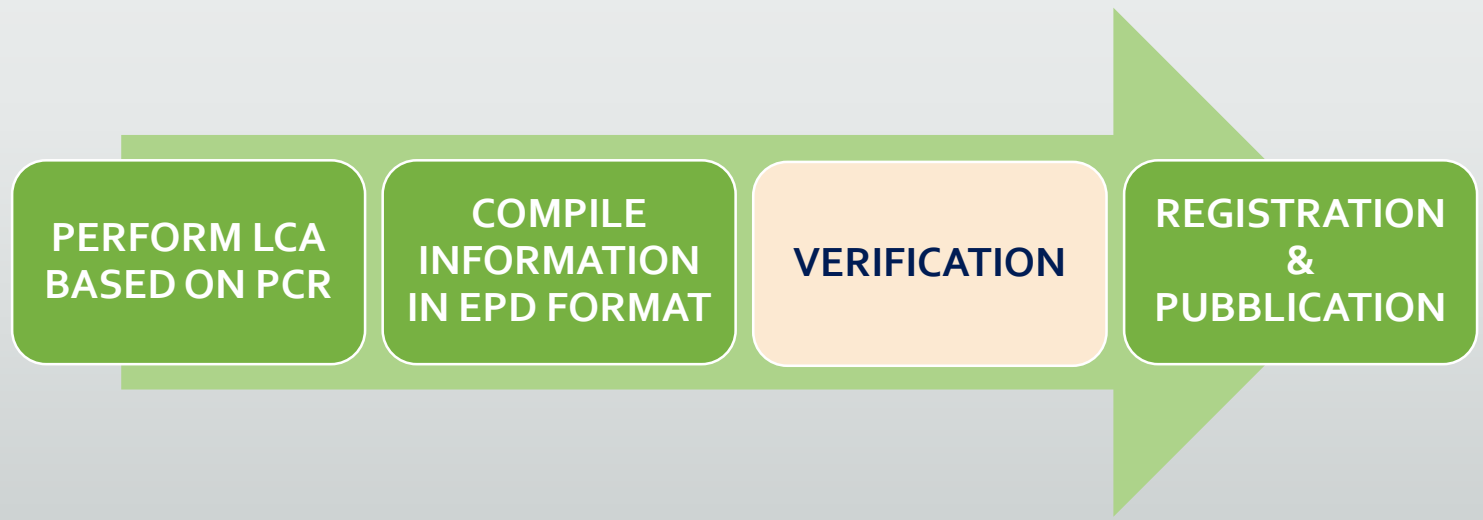 PERFORM LCA
BASED ON PCR
COMPILE
INFORMATION
IN EPD FORMAT
VERIFICATION
REGISTRATION
&
PUBBLICATION